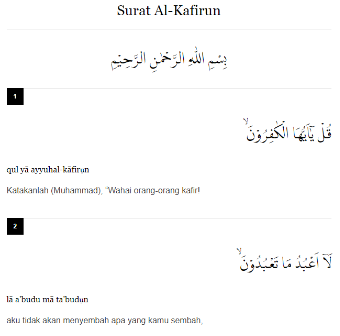 Surat Al-Kafirun
بِسْمِ اللّٰهِ الرَّحْمٰنِ الرَّحِيْمِ
1
قُلْ يٰٓاَيُّهَا الْكٰفِرُوْنَۙ
qul yā ayyuhal-kāfirụn
Katakanlah (Muhammad), "Wahai orang-orang kafir!
2
لَآ اَعْبُدُ مَا تَعْبُدُوْنَۙ
lā a'budu mā ta'budụn
aku tidak akan menyembah apa yang kamu sembah,